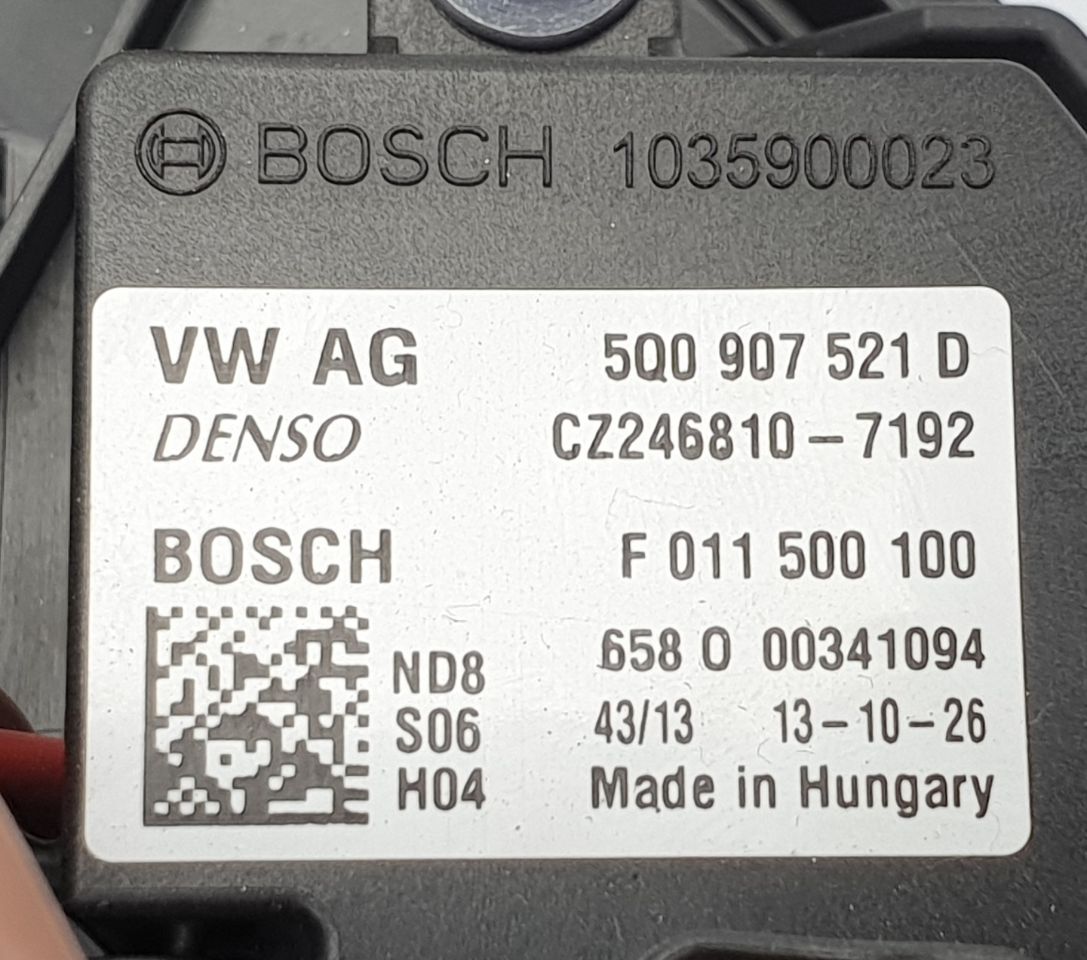 BOSCH 1035900023
VW AG 5Q0 907 521 D
DENSO CZ246810-7192
BOSCH F 011 500 100
ND8 658 0 00341094
S06 43/13 13-10-26
H04 Made in Hungary